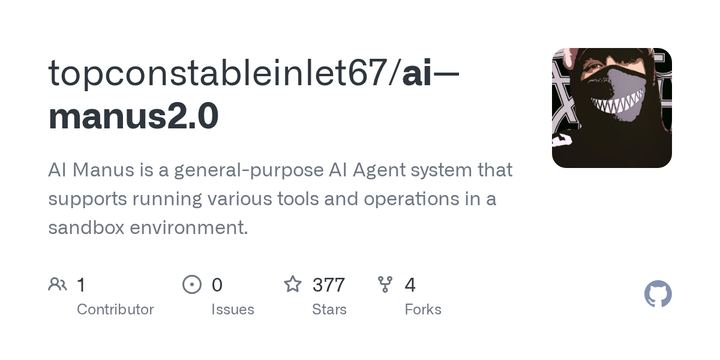 topconstableinlet67/ai—
manus2.0
AI Manus is a general-purpose AI Agent system that
supports running various tools and operations in a
sandbox environment.
1
Contributor
0
Issues
377
Stars
4
Forks